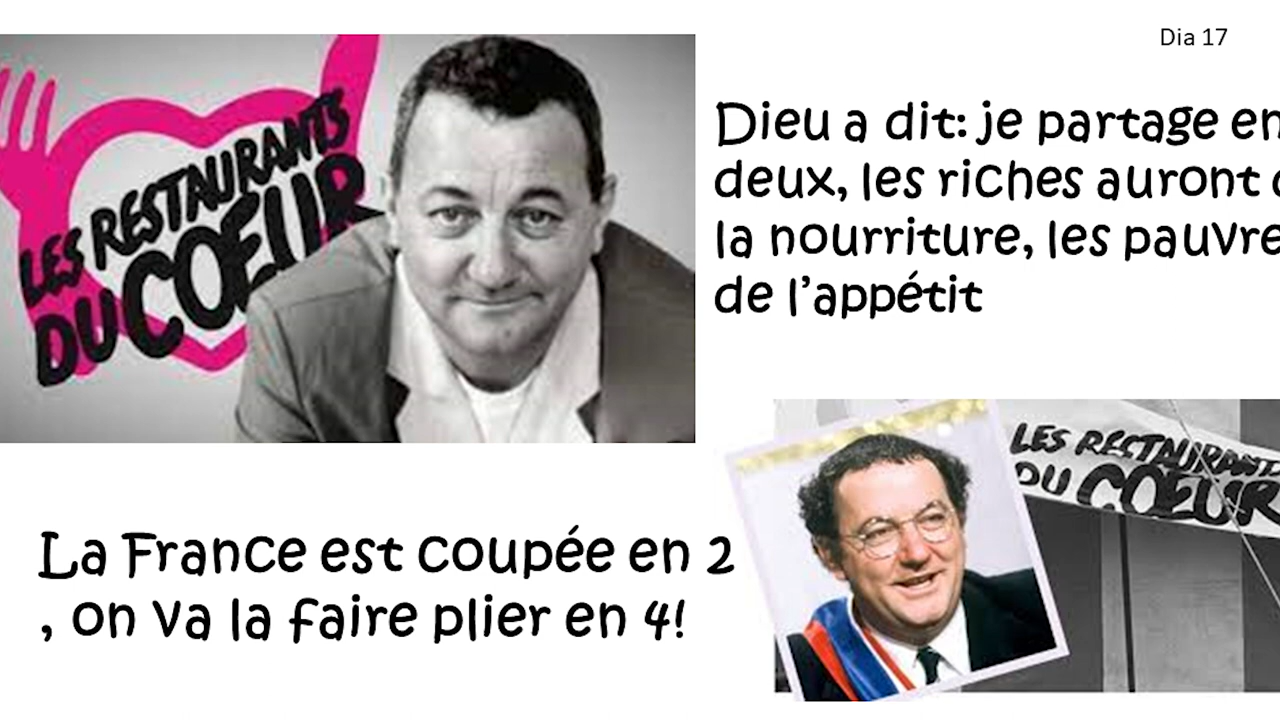 Dia 17
LES RESTAURANTS
DU COEUR
Dieu a dit: je partage en
deux, les riches auront
la nourriture, les pauvre
de l’appétit
LES RESTAURANTS
DU COEUR
La France est coupée en 2
, on va la faire plier en 4!